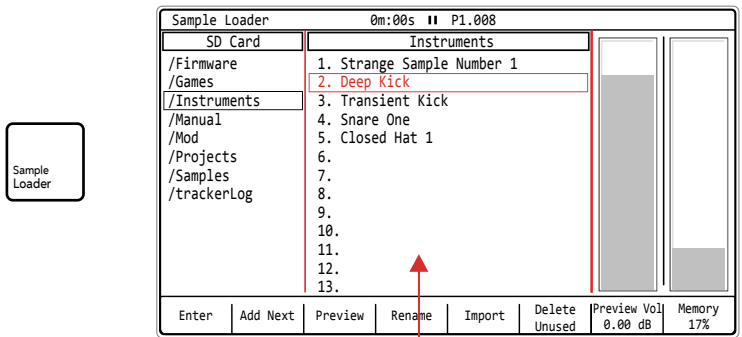 Sample Loader 0m:00s II P1.008
SD Card
Instruments
/Firmware
/Games
/Instruments
/Manual
/Mod
/Projects
/Samples
/trackerLog
1. Strange Sample Number 1
2. Deep Kick
3. Transient Kick
4. Snare One
5. Closed Hat 1
6.
7.
8.
9.
10.
11.
12.
13.
Sample
Loader
Enter
Add Next
Preview
Rename
Import
Delete
Unused
Preview Vol
0.00 dB
Memory
17%